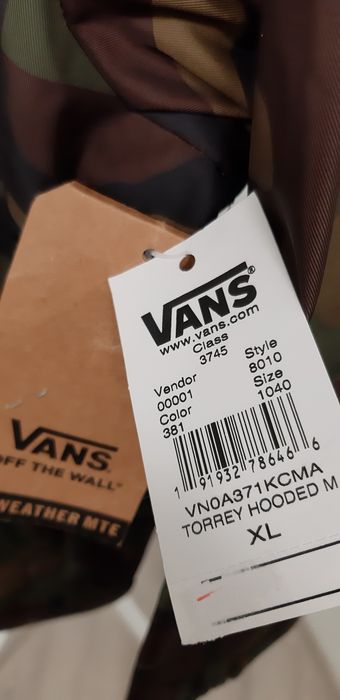 VANS®
www.vans.com
Class
3745
Vendor
00001
Style
8010
Color
381
Size
1040
1 91932 78646 6
VN0A371KCMA
TORREY HOODED M
XL
VANS
OFF THE WALL"
WEATHER MTE